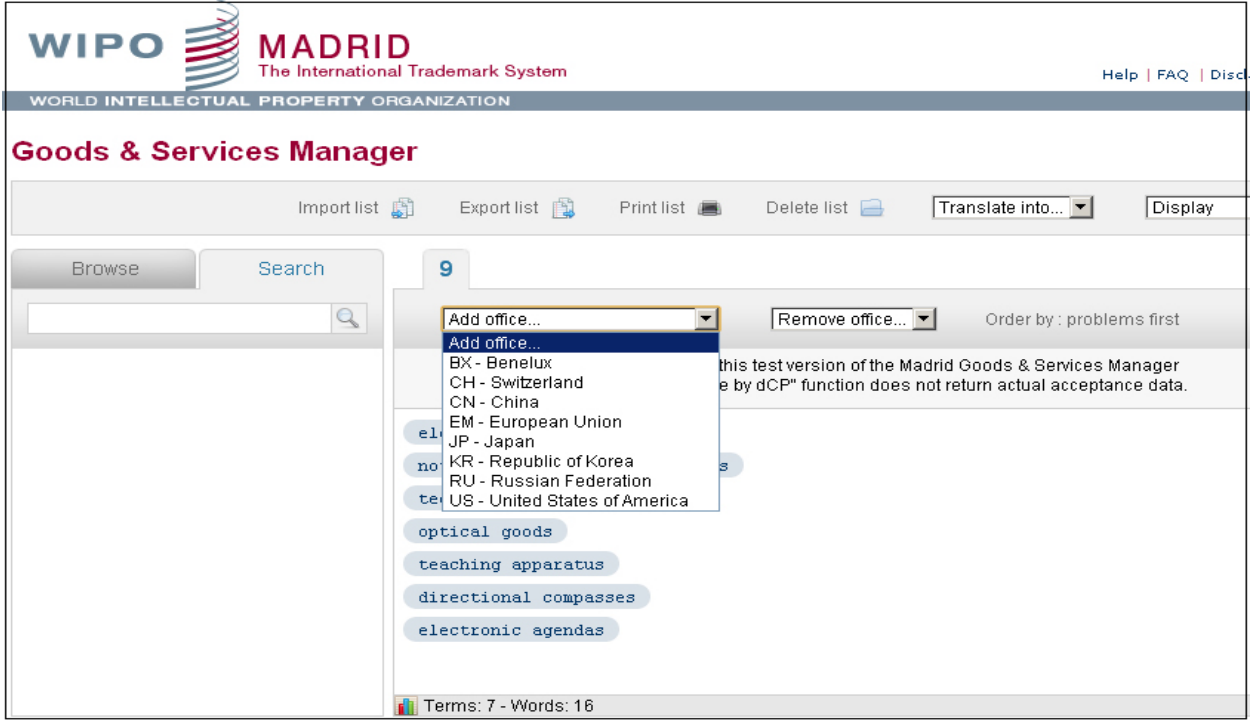 WIPO
MADRID
The International Trademark System
Help | FAQ |
WORLD INTELLECTUAL PROPERTY ORGANIZATION
Goods & Services Manager
Import list Export list Print list Delete list Translate into... Display
Browse Search 9
Add office... Remove office... Order by : problems first
Add office...
BX - Benelux
CH - Switzerland
CN - China
EM - European Union
JP - Japan
KR - Republic of Korea
RU - Russian Federation
US - United States of America
this test version of the Madrid Goods & Services Manager
by dCP" function does not return actual acceptance data.
optical goods
teaching apparatus
directional compasses
electronic agendas
Terms: 7 - Words: 16